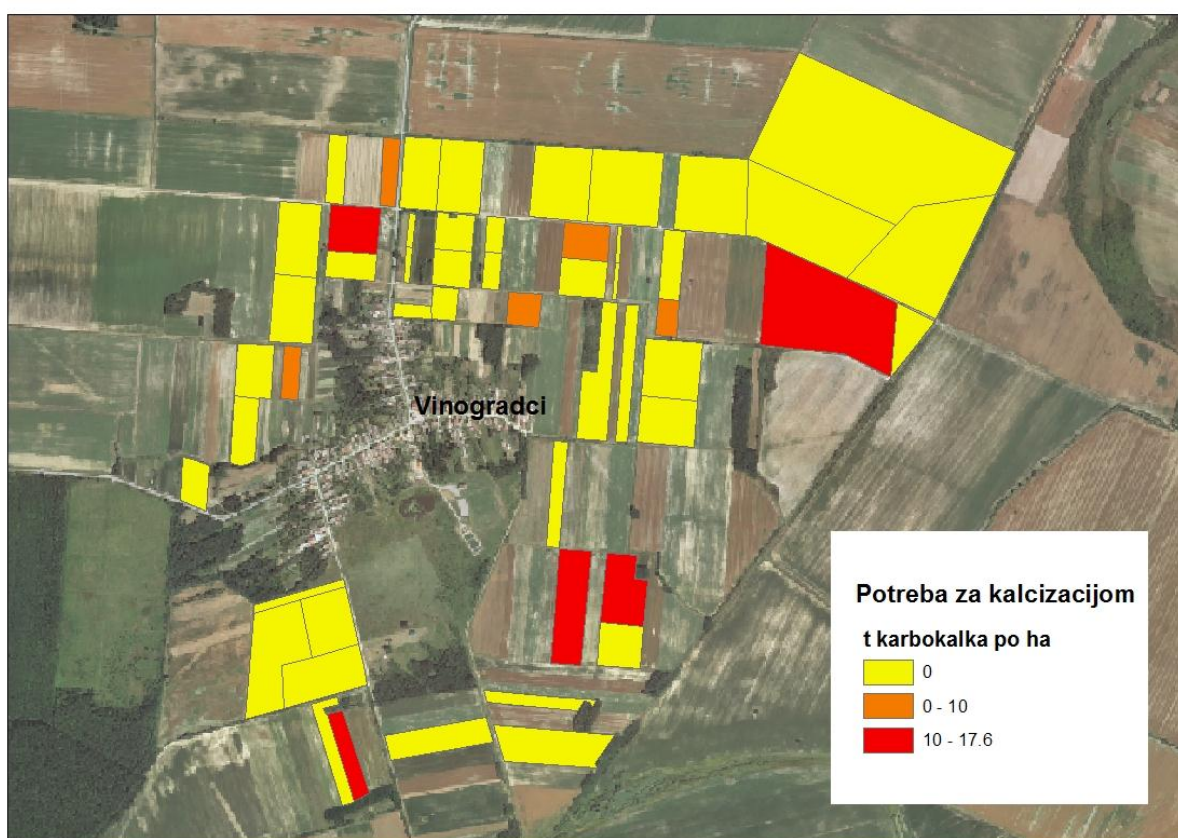 Vinogradci
Potreba za kalcizacijom
t karbokalka po ha
0
0 - 10
10 - 17.6